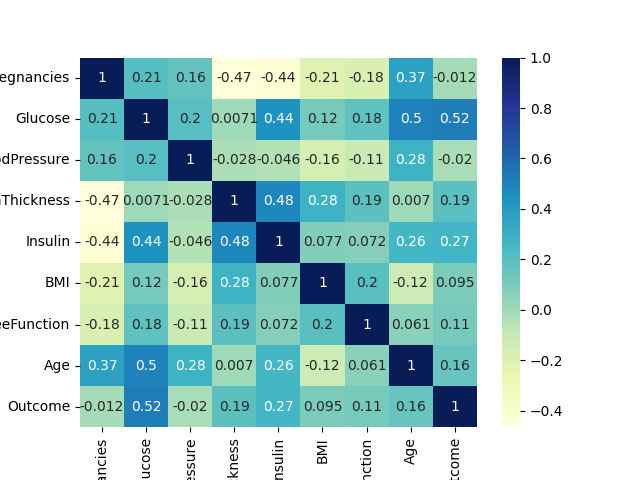 egnancies 1 0.21 0.16 -0.47 -0.44 -0.21 -0.18 0.37 -0.012
Glucose 0.21 1 0.2 0.0071 0.44 0.12 0.18 0.5 0.52
odPressure 0.16 0.2 1 -0.028 -0.046 -0.16 -0.11 0.28 -0.02
nThickness -0.47 0.0071 -0.028 1 0.48 0.28 0.19 0.007 0.19
Insulin -0.44 0.44 -0.046 0.48 1 0.077 0.072 0.26 0.27
BMI -0.21 0.12 -0.16 0.28 0.077 1 0.2 -0.12 0.095
eeFunction -0.18 0.18 -0.11 0.19 0.072 0.2 1 0.061 0.11
Age 0.37 0.5 0.28 0.007 0.26 -0.12 0.061 1 0.16
Outcome -0.012 0.52 -0.02 0.19 0.27 0.095 0.11 0.16 1
ancies ucose ssure kness nsulin BMI nction Age tcome
1.0
0.8
0.6
0.4
0.2
0.0
−0.2
−0.4